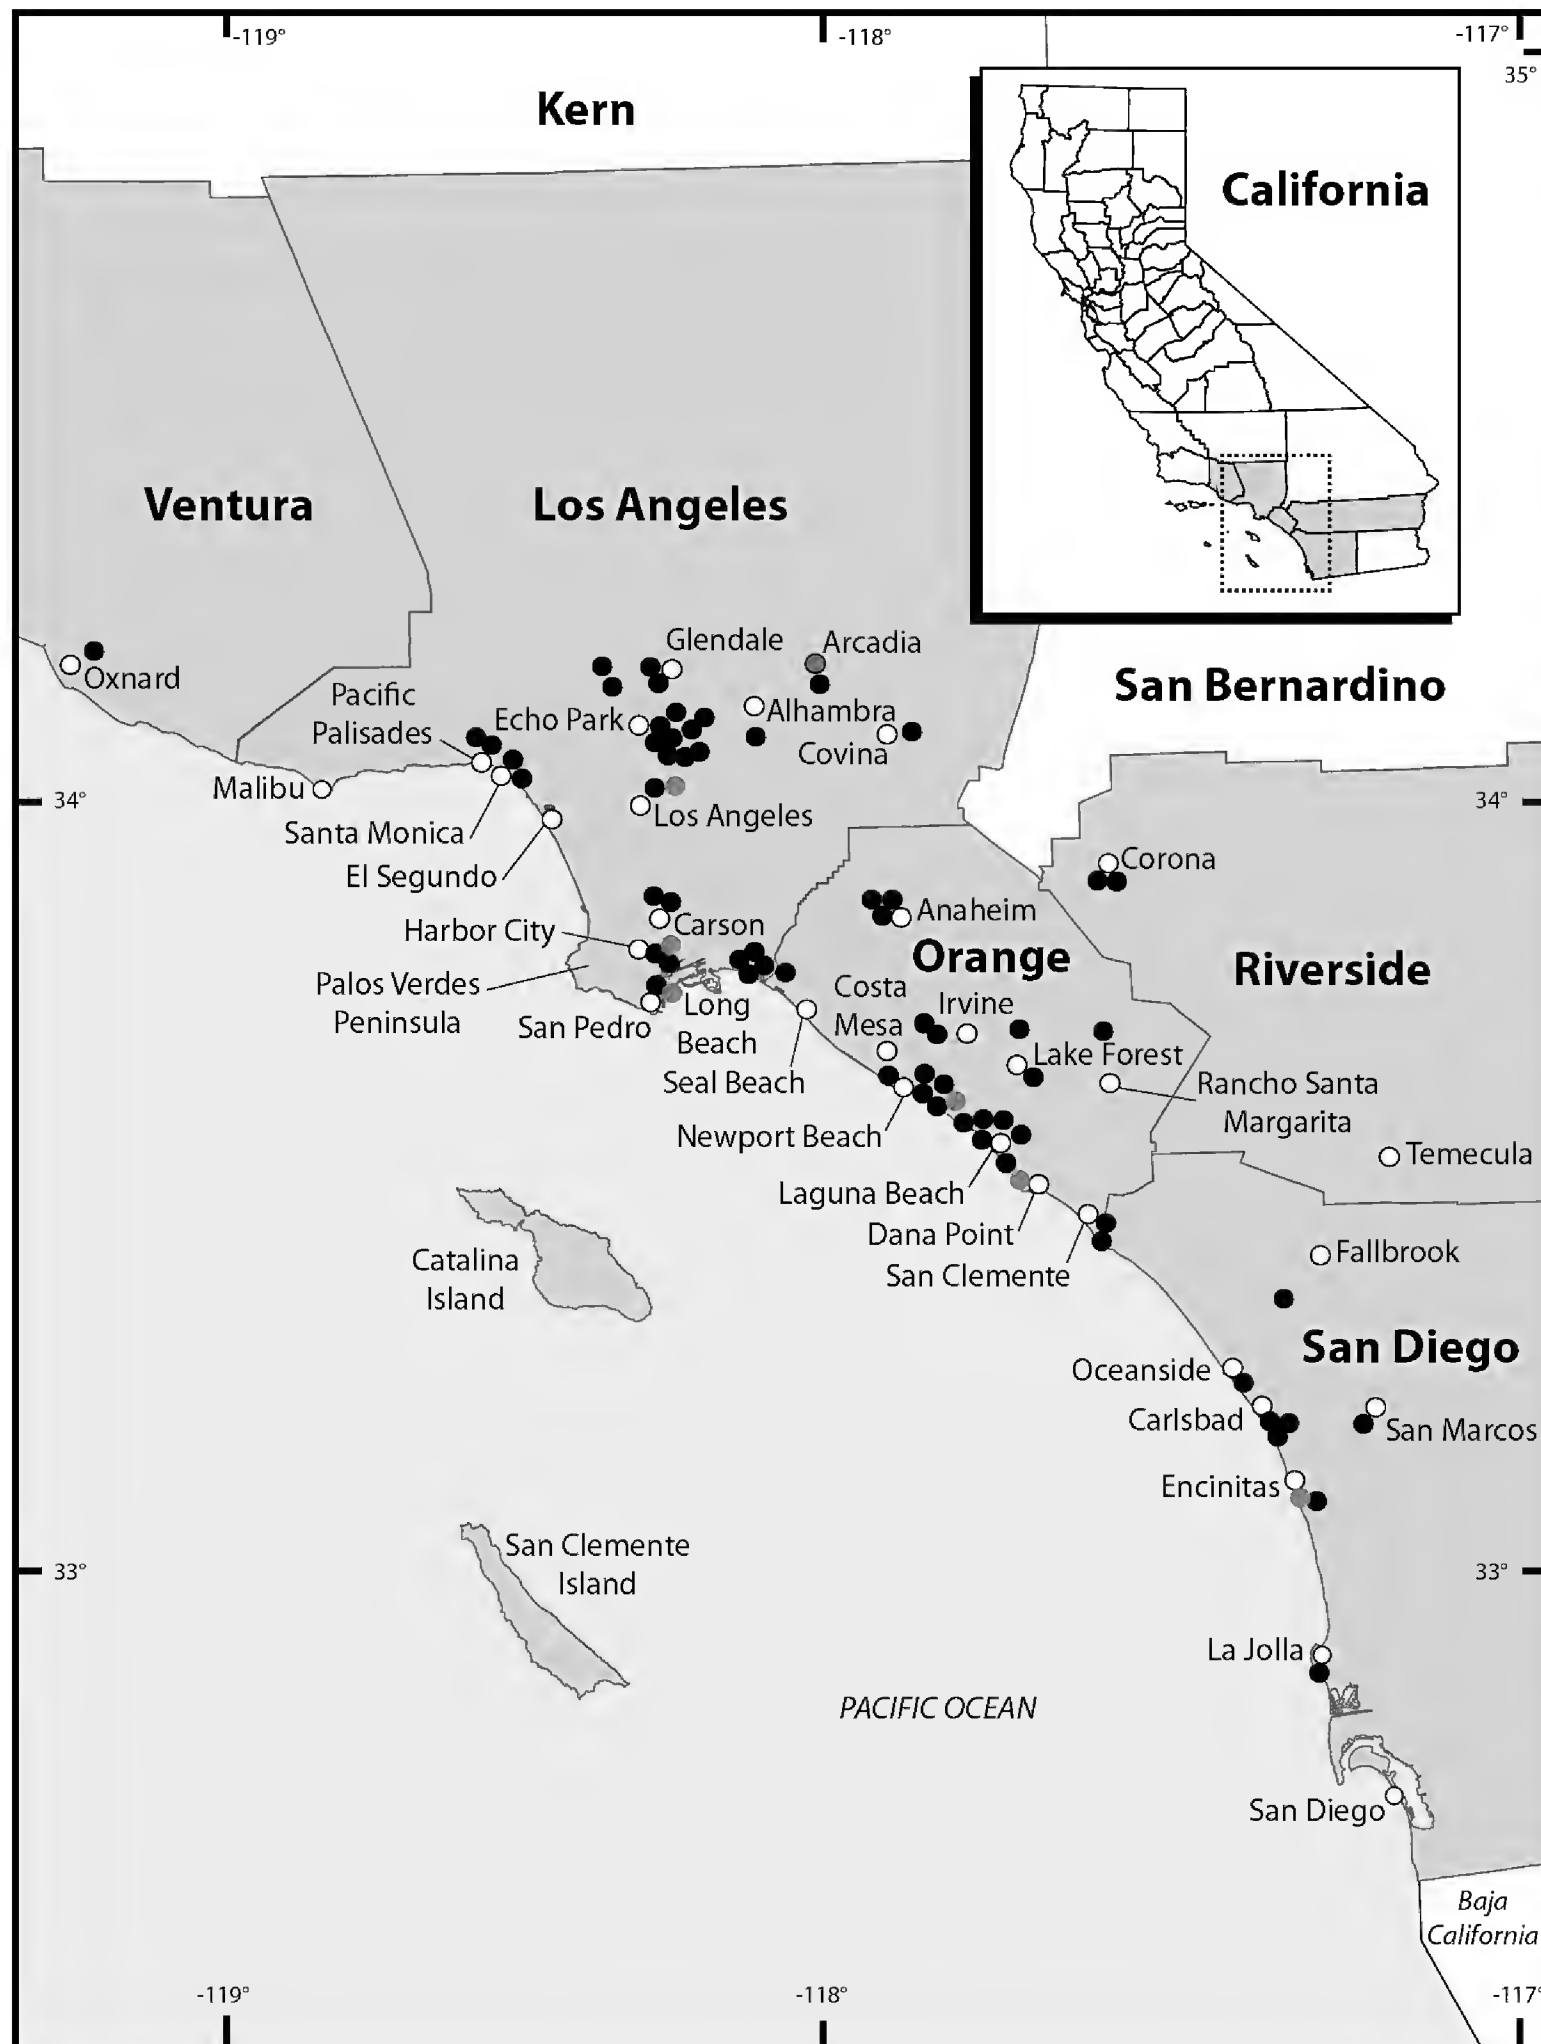 -119°
-118°
-117°
35°
Kern
California
Ventura
Los Angeles
Glendale
Arcadia
Oxnard
Pacific
Palisades
Echo Park
Alhambra
Covina
San Bernardino
Malibu
34°
34°
Santa Monica
Los Angeles
El Segundo
Corona
Harbor City
Carson
Anaheim
Orange
Riverside
Palos Verdes
Peninsula
Costa
Mesa
Irvine
San Pedro
Long
Beach
Lake Forest
Seal Beach
Rancho Santa
Margarita
Newport Beach
Temecula
Laguna Beach
Dana Point
San Clemente
Catalina
Island
Fallbrook
San Diego
Oceanside
Carlsbad
San Marcos
Encinitas
San Clemente
Island
33°
33°
La Jolla
PACIFIC OCEAN
San Diego
Baja
California
-119°
-118°
-117°